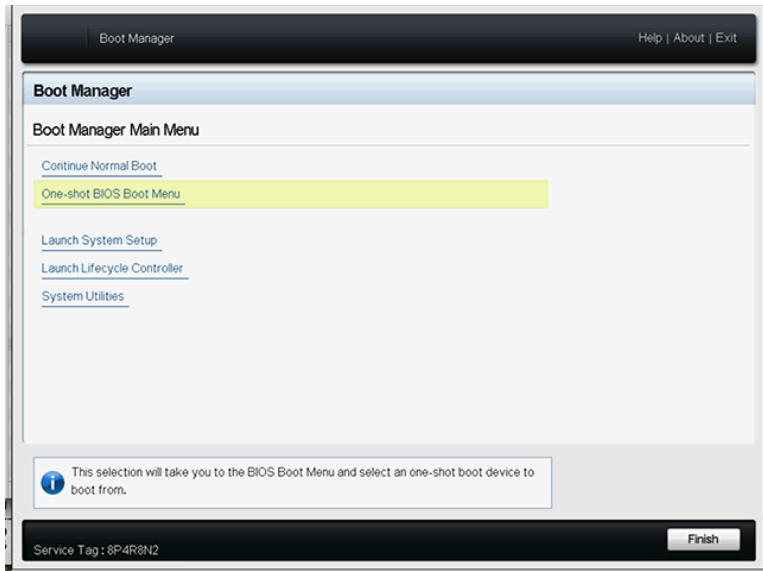 Boot Manager
Help | About | Exit
Boot Manager
Boot Manager Main Menu
Continue Normal Boot
One-shot BIOS Boot Menu
Launch System Setup
Launch Lifecycle Controller
System Utilities
This selection will take you to the BIOS Boot Menu and select an one-shot boot device to
boot from.
Service Tag : 8P4R8N2
Finish